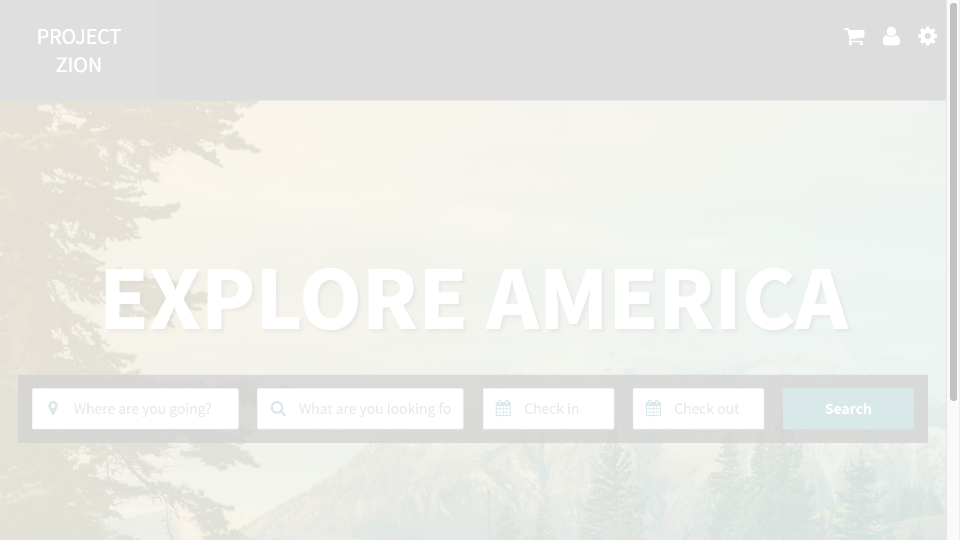 PROJECT
ZION
EXPLORE AMERICA
Where are you going?
What are you looking fo
Check in
Check out
Search